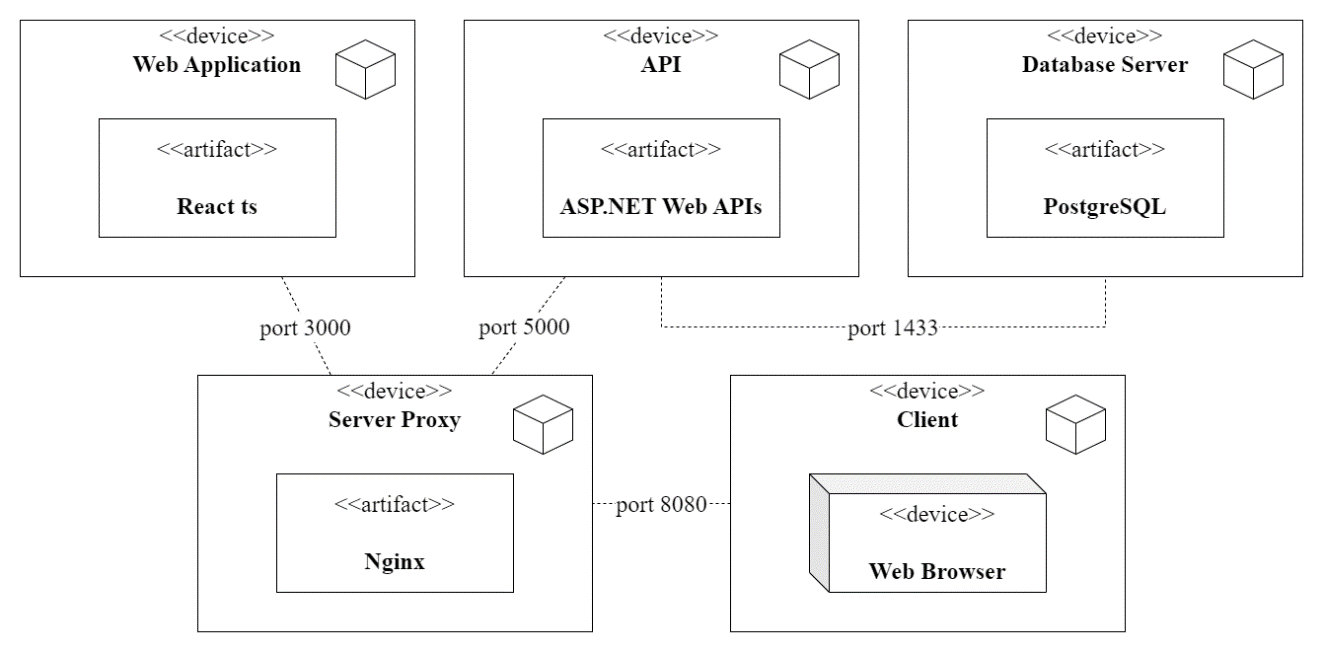 <<device>>
Web Application
<<artifact>>
React ts
<<device>>
API
<<artifact>>
ASP.NET Web APIs
<<device>>
Database Server
<<artifact>>
PostgreSQL
port 3000
port 5000
port 1433
<<device>>
Server Proxy
<<artifact>>
Nginx
port 8080
<<device>>
Client
<<device>>
Web Browser